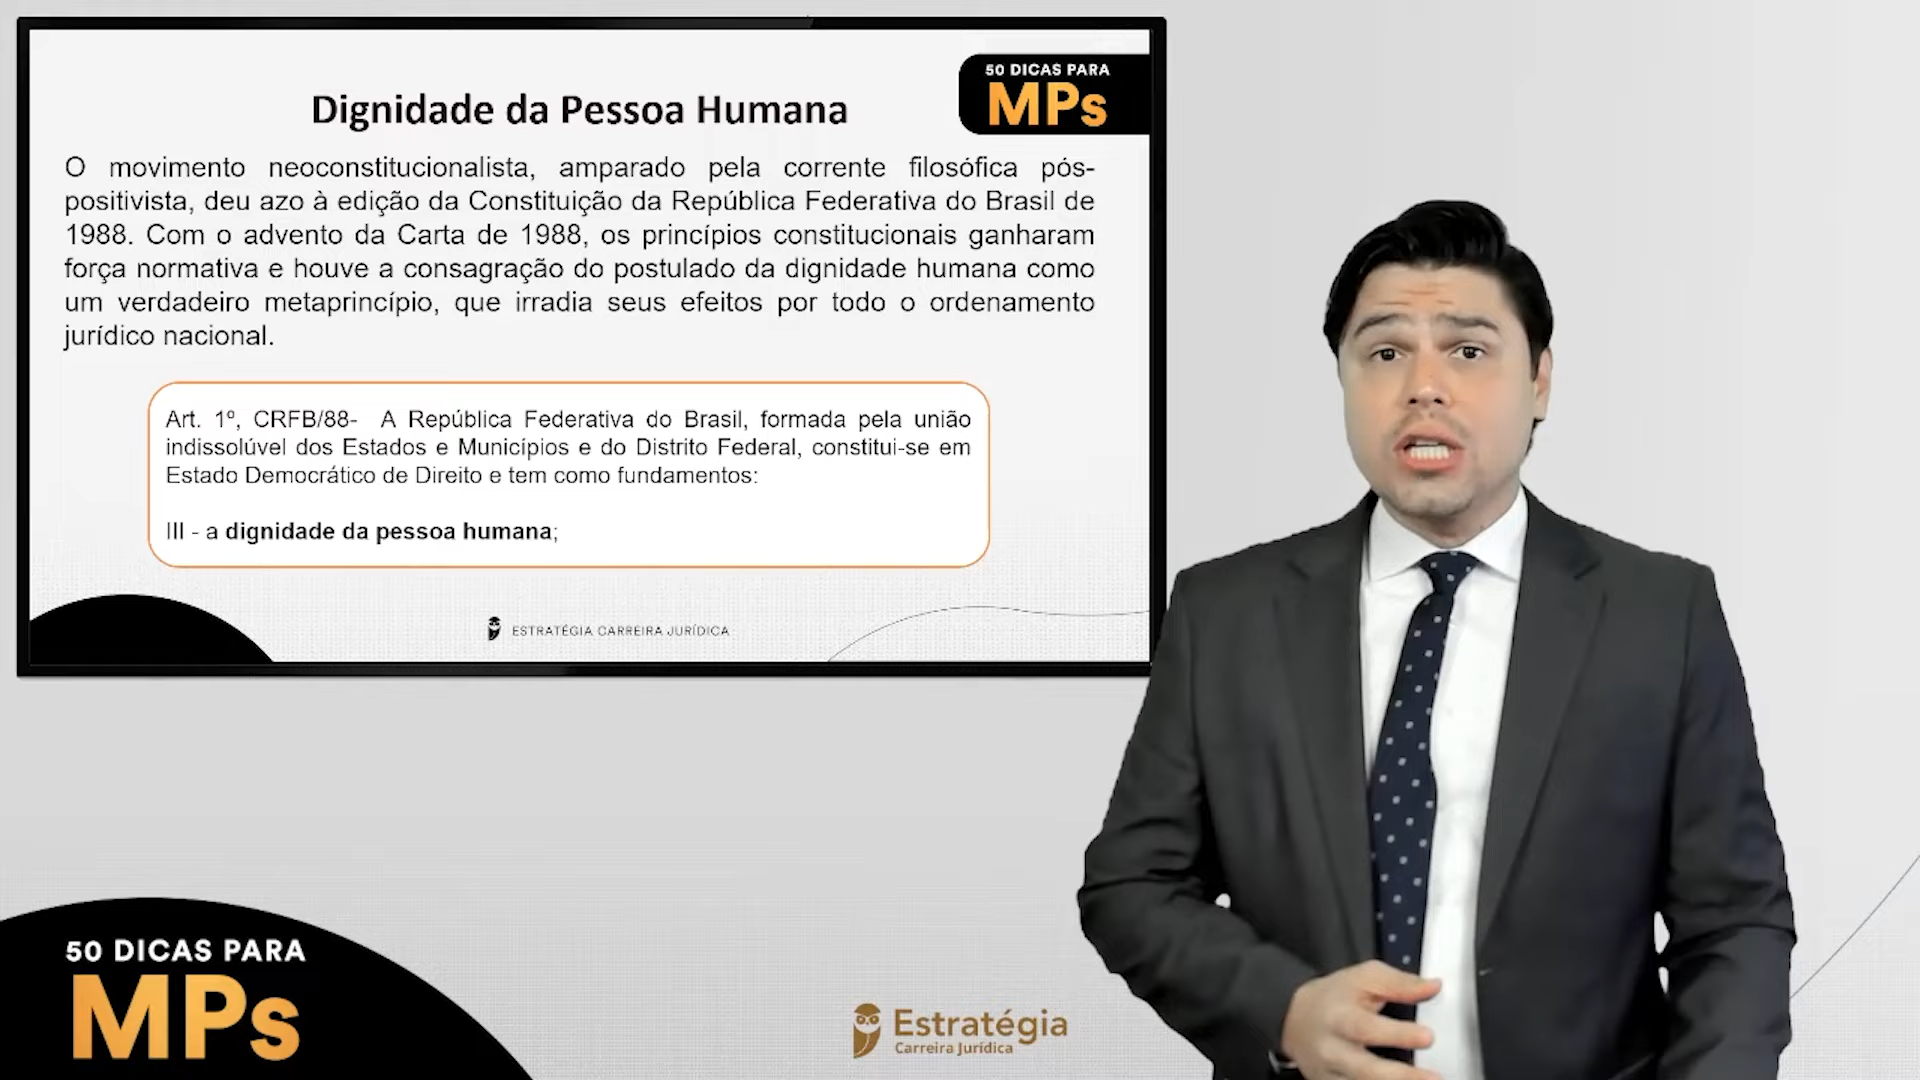 50 DICAS PARA
MPs
Dignidade da Pessoa Humana
O movimento neoconstitucionalista, amparado pela corrente filosófica pós-
positivista, deu azo à edição da Constituição da República Federativa do Brasil de
1988. Com o advento da Carta de 1988, os princípios constitucionais ganharam
força normativa e houve a consagração do postulado da dignidade humana como
um verdadeiro metaprincípio, que irradia seus efeitos por todo o ordenamento
jurídico nacional.
Art. 1º, CRFB/88- A República Federativa do Brasil, formada pela união
indissolúvel dos Estados e Municípios e do Distrito Federal, constitui-se em
Estado Democrático de Direito e tem como fundamentos:
III - a dignidade da pessoa humana;
ESTRATÉGIA CARREIRA JURÍDICA
50 DICAS PARA
MPs
Estratégia
Carreira Jurídica